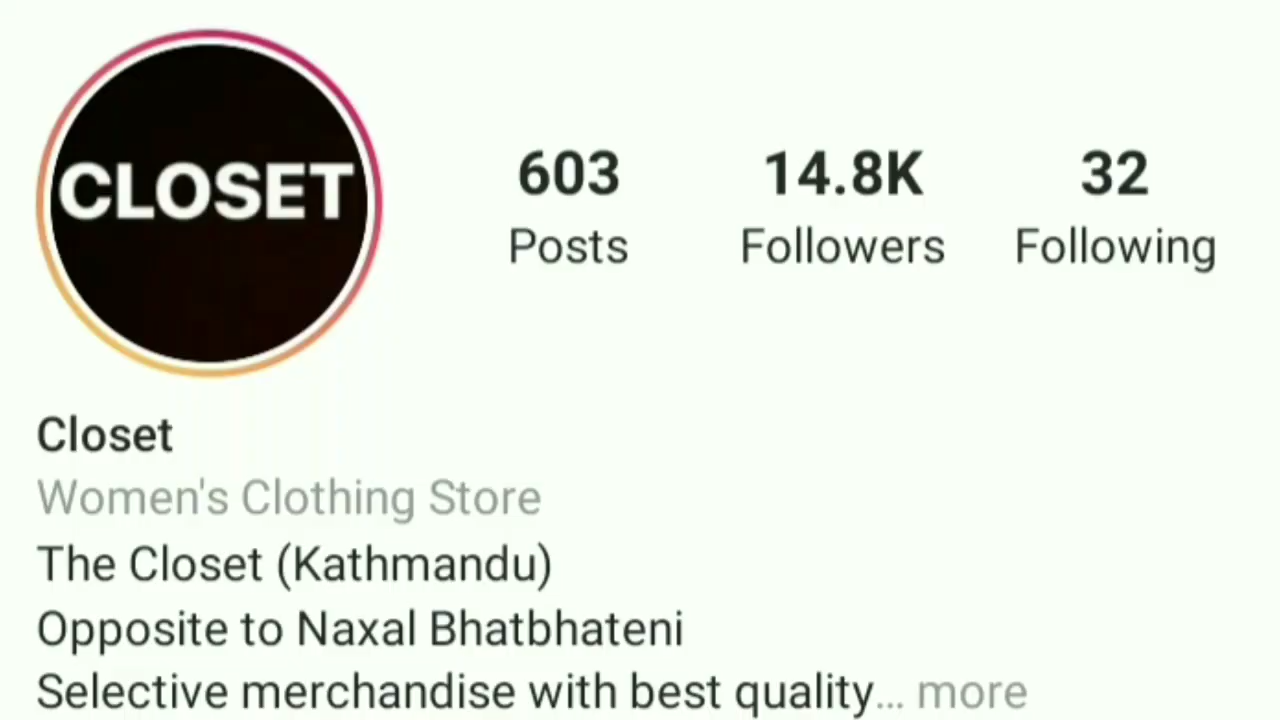 CLOSET
603 14.8K 32
Posts Followers Following
Closet
Women's Clothing Store
The Closet (Kathmandu)
Opposite to Naxal Bhatbhateni
Selective merchandise with best quality... more